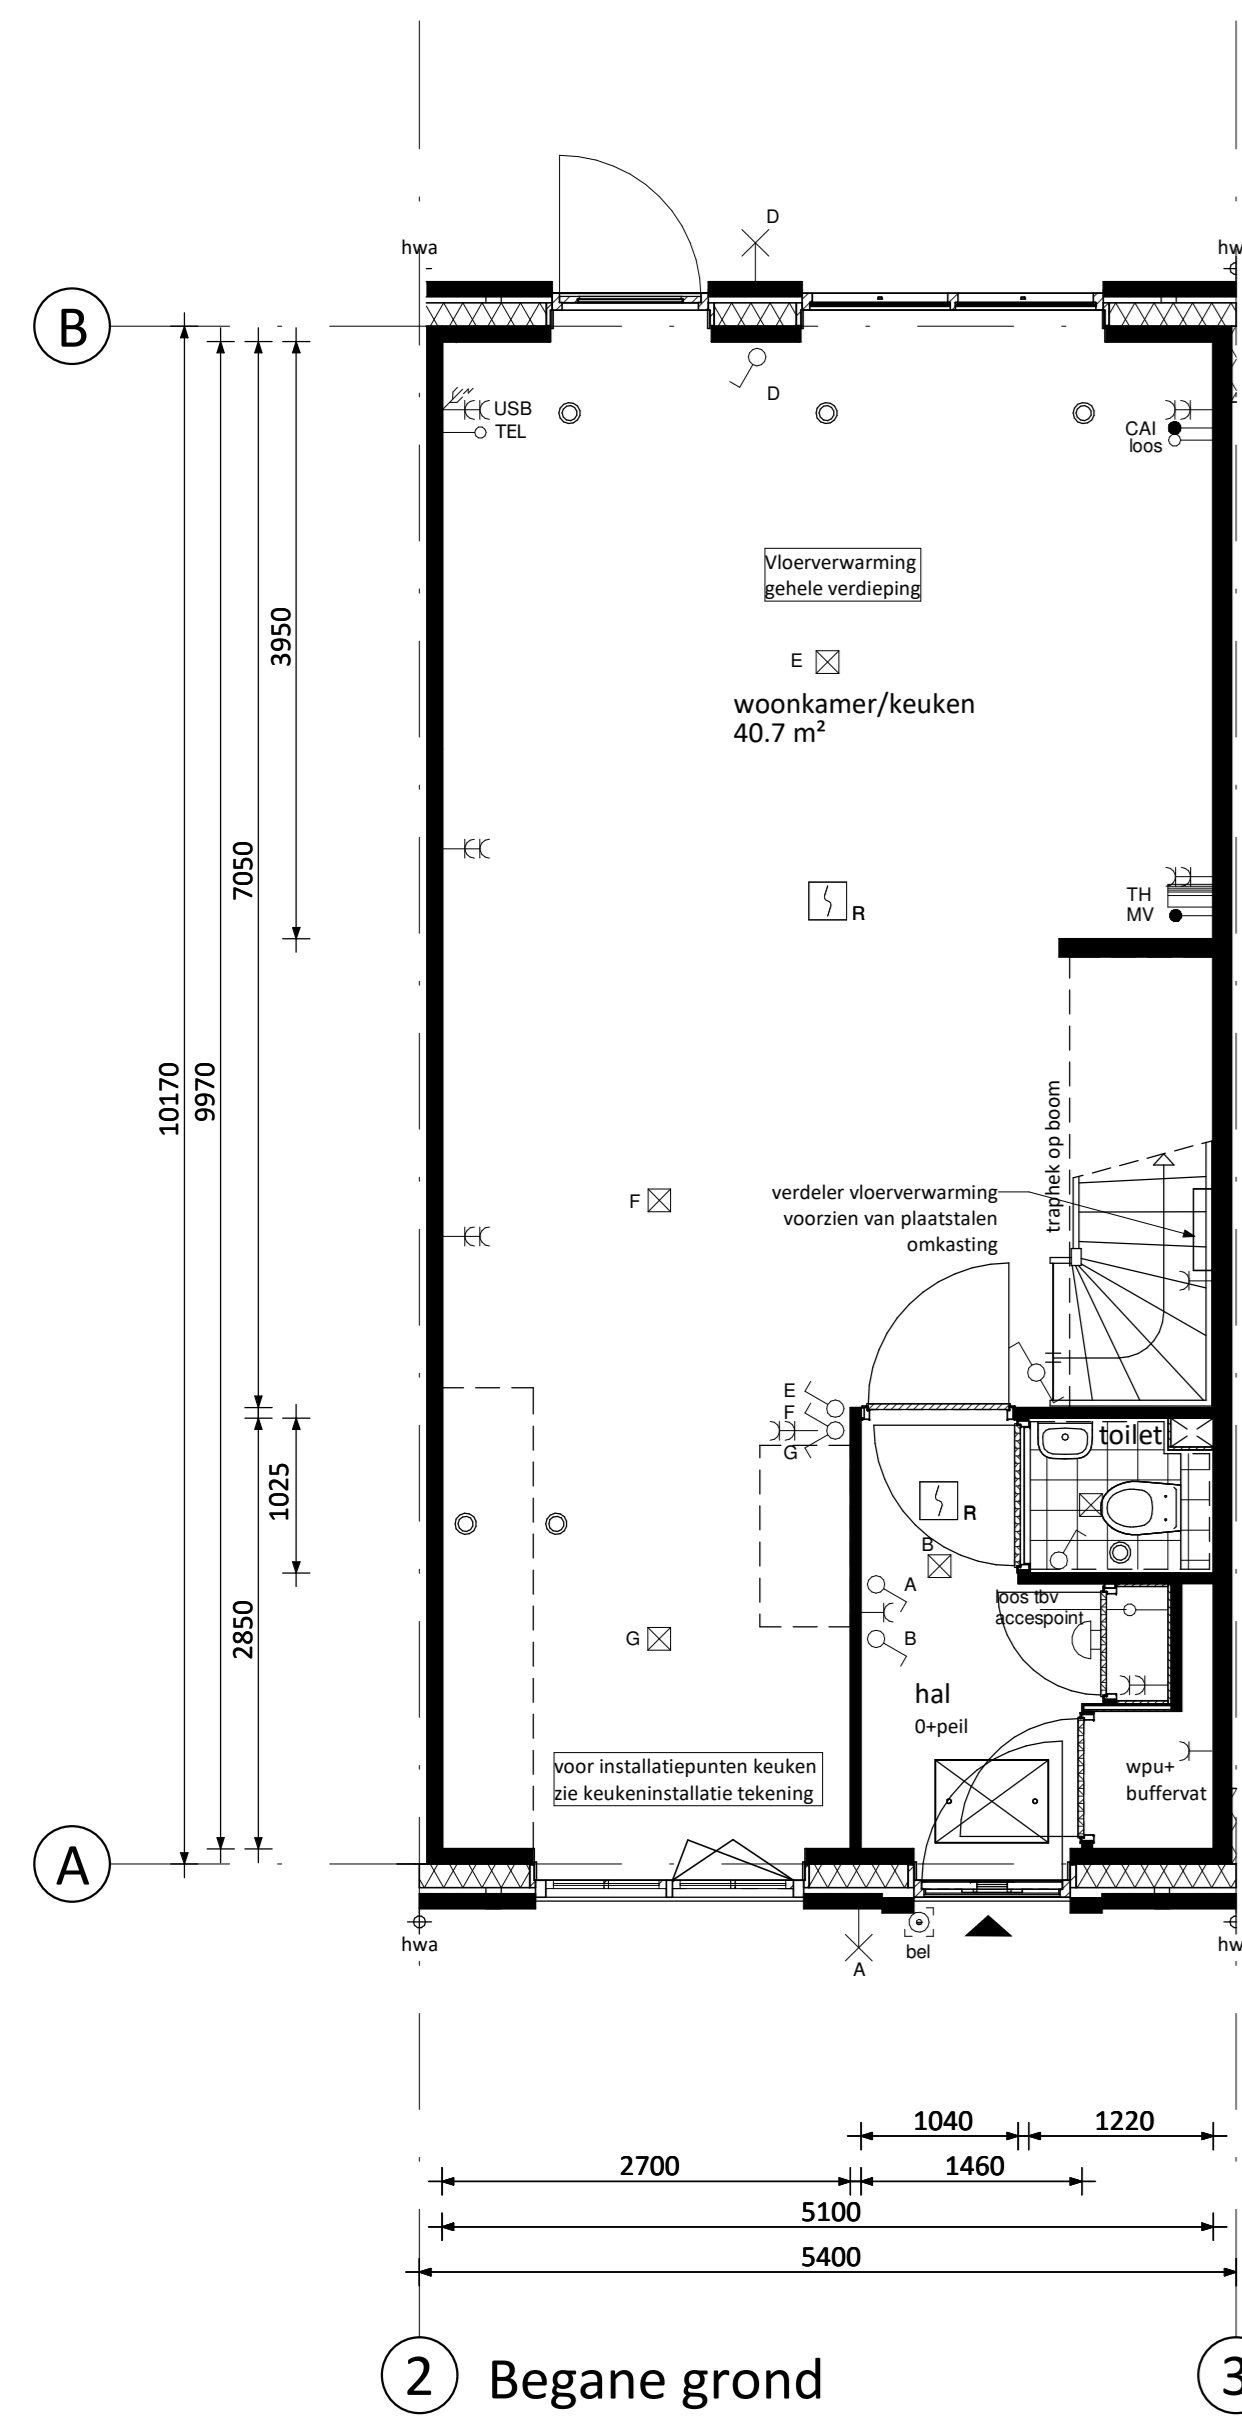 D
hwa
hw
B
D
USB
TEL
CAI
loos
Vloerverwarming
gehele verdieping
3950
E
woonkamer/keuken
40.7 m²
7050
TH
MV
R
10170
9970
traphek op boom
verdeler vloerverwarming
voorzien van plaatstalen
omkasting
F
E
F
G
toilet
1025
R
B
A
loos tbv
accespoint
B
2850
G
hal
0+peil
voor installatiepunten keuken
zie keukeninstallatie tekening
wpu+
buffervat
A
hwa
bel
hw
A
1040
1220
2700
1460
5100
5400
2
Begane grond
3